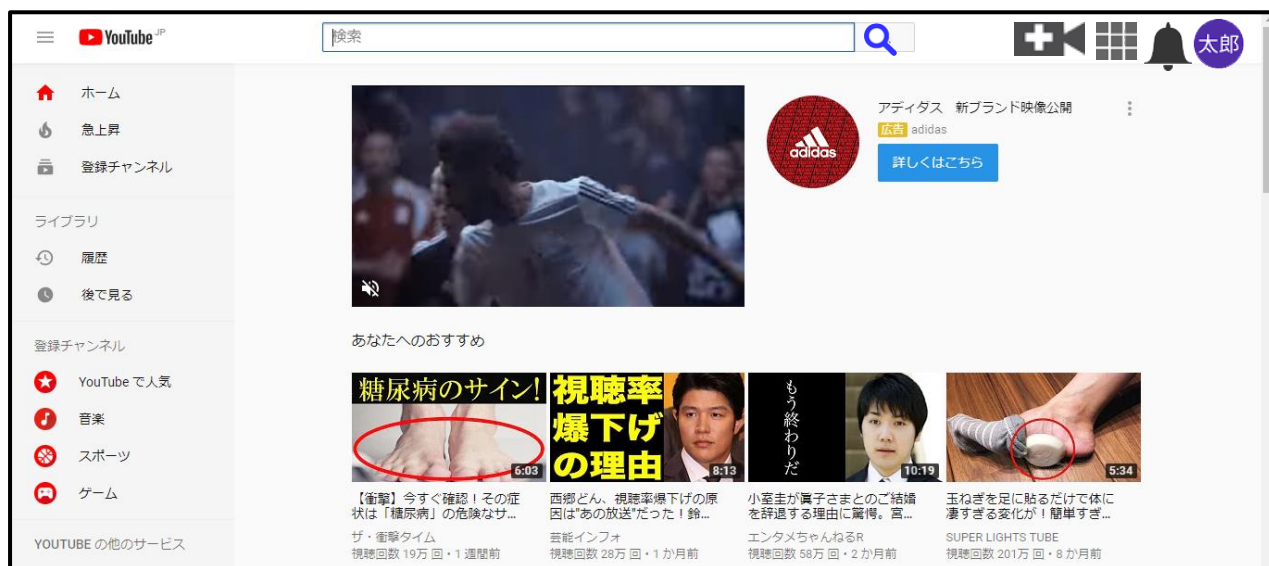 YouTube JP
検索
太郎
ホーム
急上昇
登録チャンネル
ライブラリ
履歴
後で見る
登録チャンネル
YouTube で人気
音楽
スポーツ
ゲーム
YOUTUBE の他のサービス
adidas
アディダス 新ブランド映像公開
広告 adidas
詳しくはこちら
あなたへのおすすめ
糖尿病のサイン!
6:03
【衝撃】今すぐ確認！その症
状は「糖尿病」の危険なサ...
ザ・衝撃タイム
視聴回数 19万 回・1 週間前
視聴率
爆下げ
の理由
8:13
西郷どん、視聴率爆下げの原
因は"あの放送"だった！鈴...
芸能インフォ
視聴回数 28万 回・1 か月前
もう終わりだ
10:19
小室圭が眞子さまとのご結婚
を辞退する理由に驚愕。宮...
エンタメちゃんねるR
視聴回数 58万 回・2 か月前
5:34
玉ねぎを足に貼るだけで体に
凄すぎる変化が！簡単すぎ...
SUPER LIGHTS TUBE
視聴回数 201万 回・8 か月前